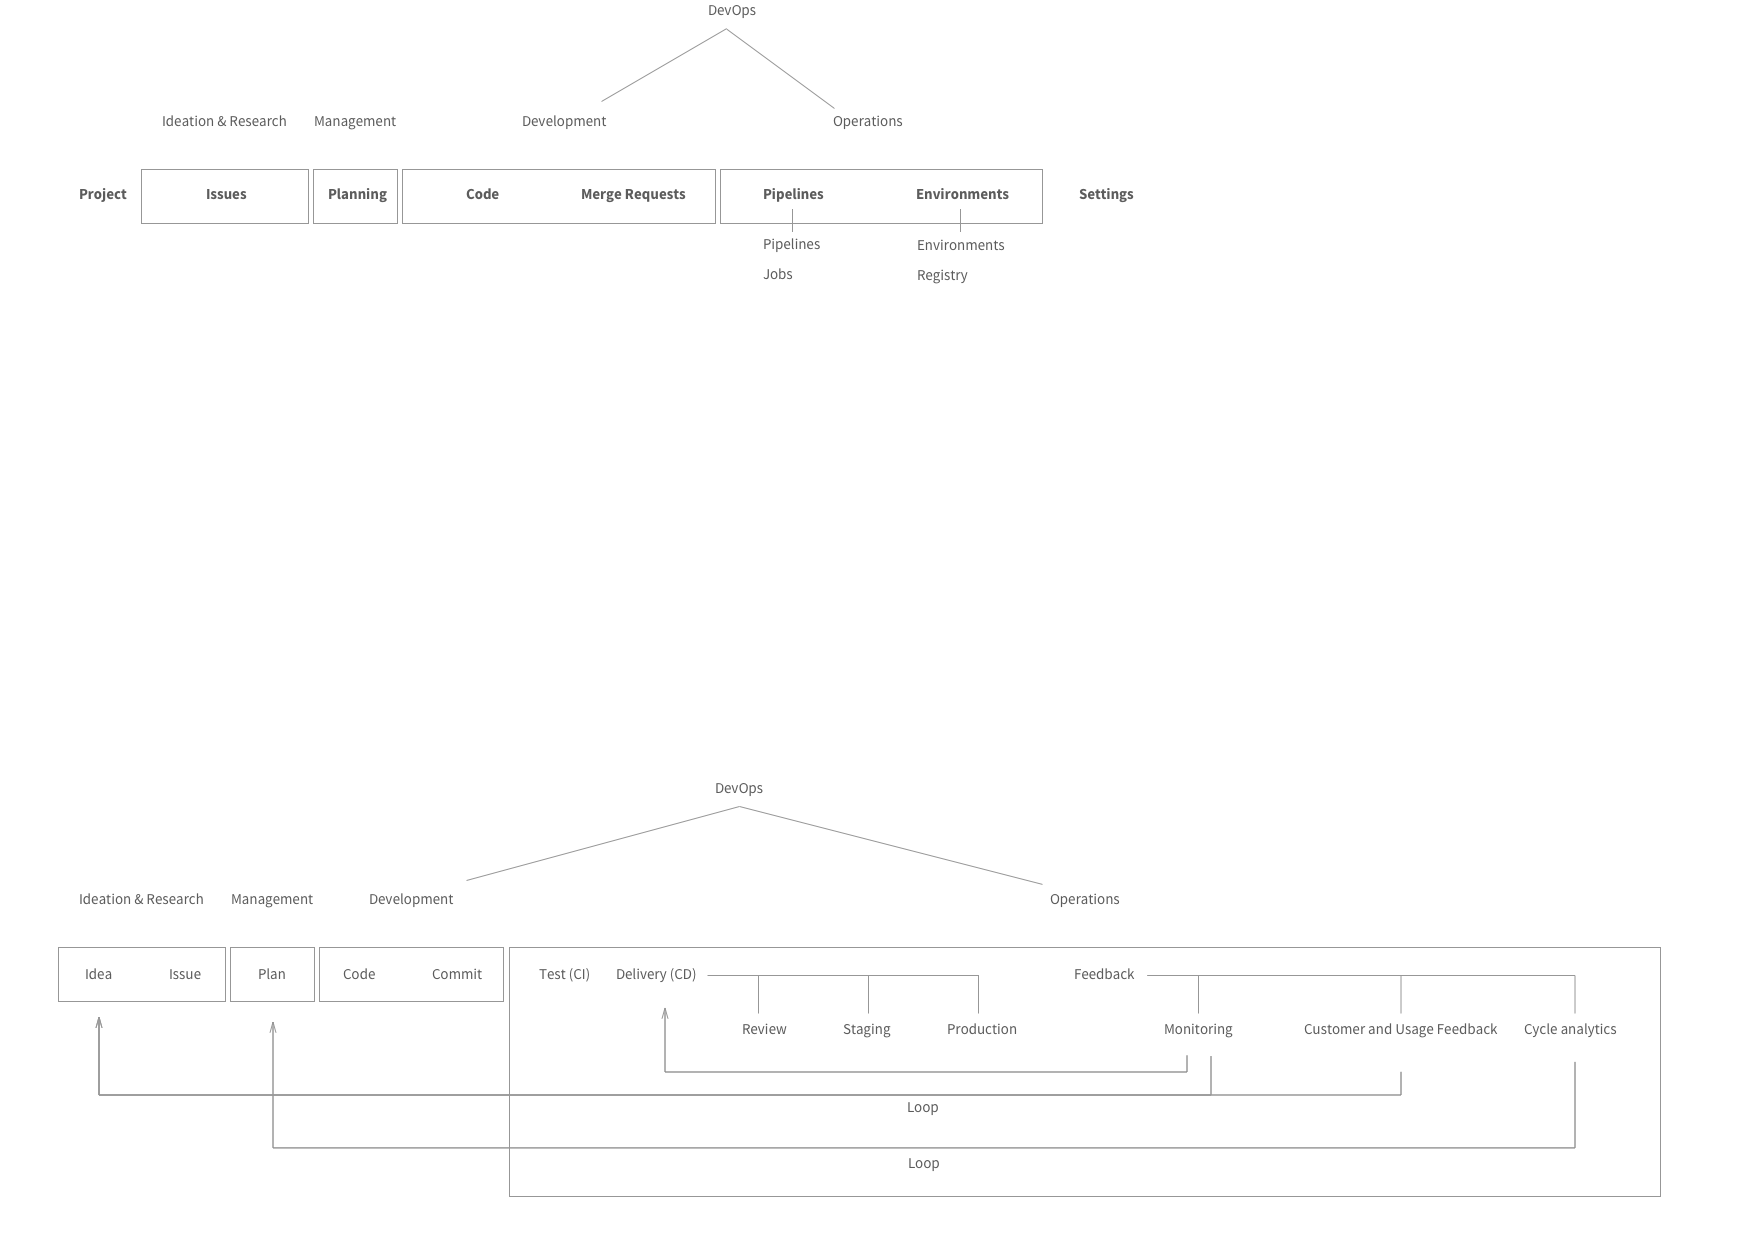 DevOps
Ideation & Research Management Development Operations
Project Issues Planning Code Merge Requests Pipelines Environments Settings
Pipelines Environments
Jobs Registry
DevOps
Ideation & Research Management Development Operations
Idea Issue Plan Code Commit Test (CI) Delivery (CD) Feedback
Review Staging Production Monitoring Customer and Usage Feedback Cycle analytics
Loop
Loop